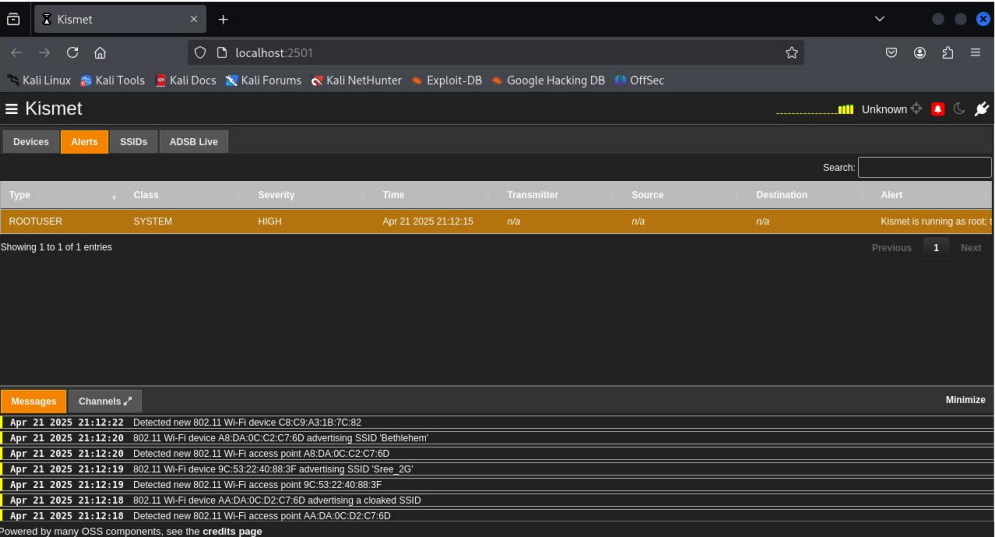 Kismet
localhost:2501
Kali Linux Kali Tools Kali Docs Kali Forums Kali NetHunter Exploit-DB Google Hacking DB OffSec
Kismet Unknown
Devices Alerts SSIDs ADSB Live
Search:
Type Class Severity Time Transmitter Source Destination Alert
ROOTUSER SYSTEM HIGH Apr 21 2025 21:12:15 n/a n/a n/a Kismet is running as root; t
Showing 1 to 1 of 1 entries Previous 1 Next
Messages Channels Minimize
Apr 21 2025 21:12:22 Detected new 802.11 Wi-Fi device C8:C9:A3:1B:7C:82
Apr 21 2025 21:12:20 802.11 Wi-Fi device A8:DA:0C:C2:C7:6D advertising SSID 'Bethlehem'
Apr 21 2025 21:12:20 Detected new 802.11 Wi-Fi access point A8:DA:0C:C2:C7:6D
Apr 21 2025 21:12:19 802.11 Wi-Fi device 9C:53:22:40:88:3F advertising SSID 'Sree_2G'
Apr 21 2025 21:12:19 Detected new 802.11 Wi-Fi access point 9C:53:22:40:88:3F
Apr 21 2025 21:12:18 802.11 Wi-Fi device AA:DA:0C:D2:C7:6D advertising a cloaked SSID
Apr 21 2025 21:12:18 Detected new 802.11 Wi-Fi access point AA:DA:0C:D2:C7:6D
Powered by many OSS components, see the credits page